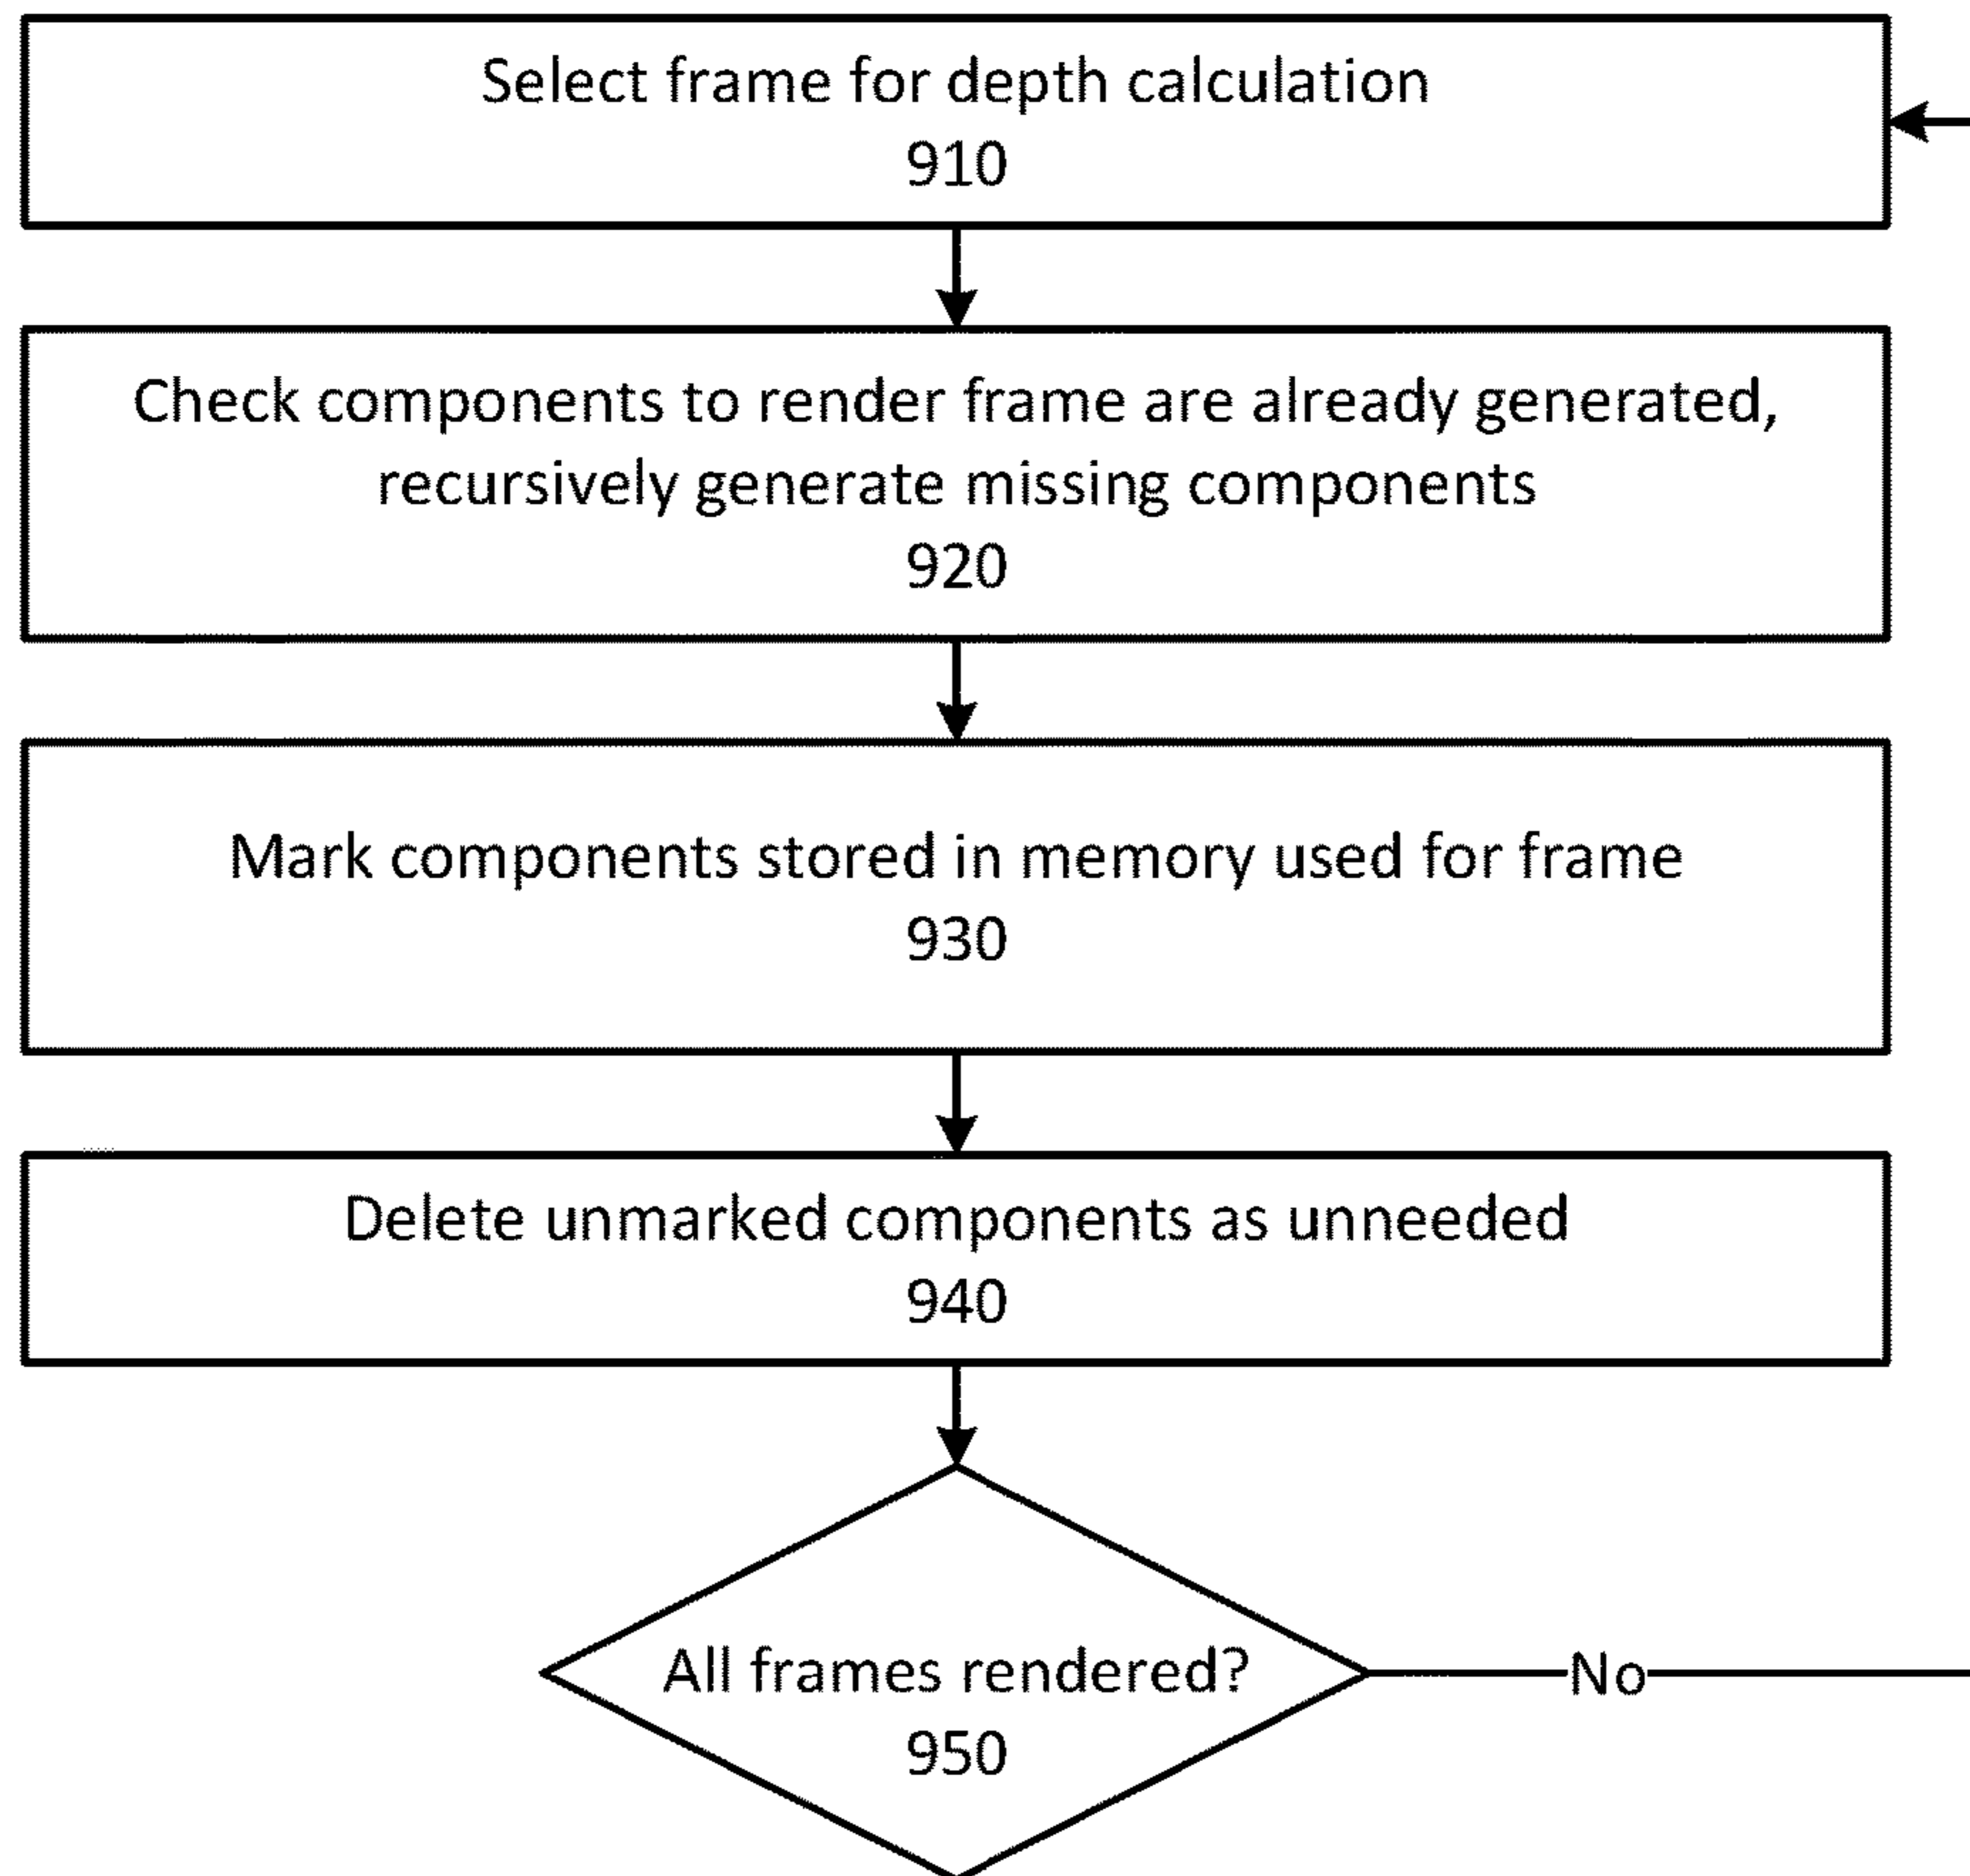 Select frame for depth calculation
910
Check components to render frame are already generated,
recursively generate missing components
920
Mark components stored in memory used for frame
930
Delete unmarked components as unneeded
940
All frames rendered?
No
950